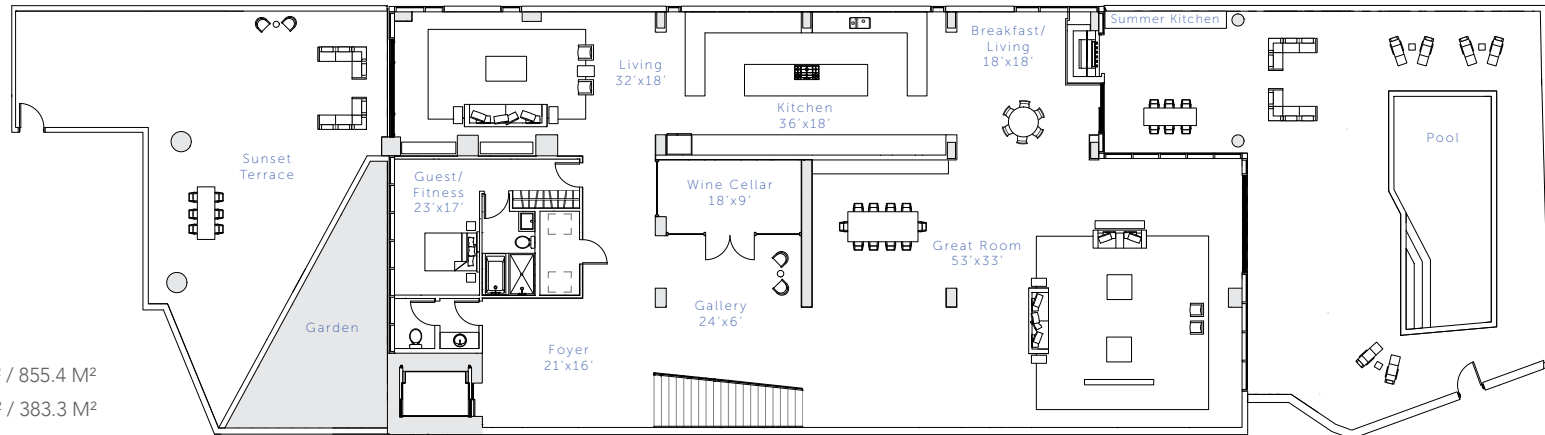 Summer Kitchen
Breakfast/
Living
18'x18'
Living
32'x18'
Kitchen
36'x18'
Pool
Sunset
Terrace
Guest/
Fitness
23'x17'
Wine Cellar
18'x9'
Great Room
53'x33'
Gallery
24'x6'
Garden
Foyer
21'x16'
/ 855.4 M²
/ 383.3 M²